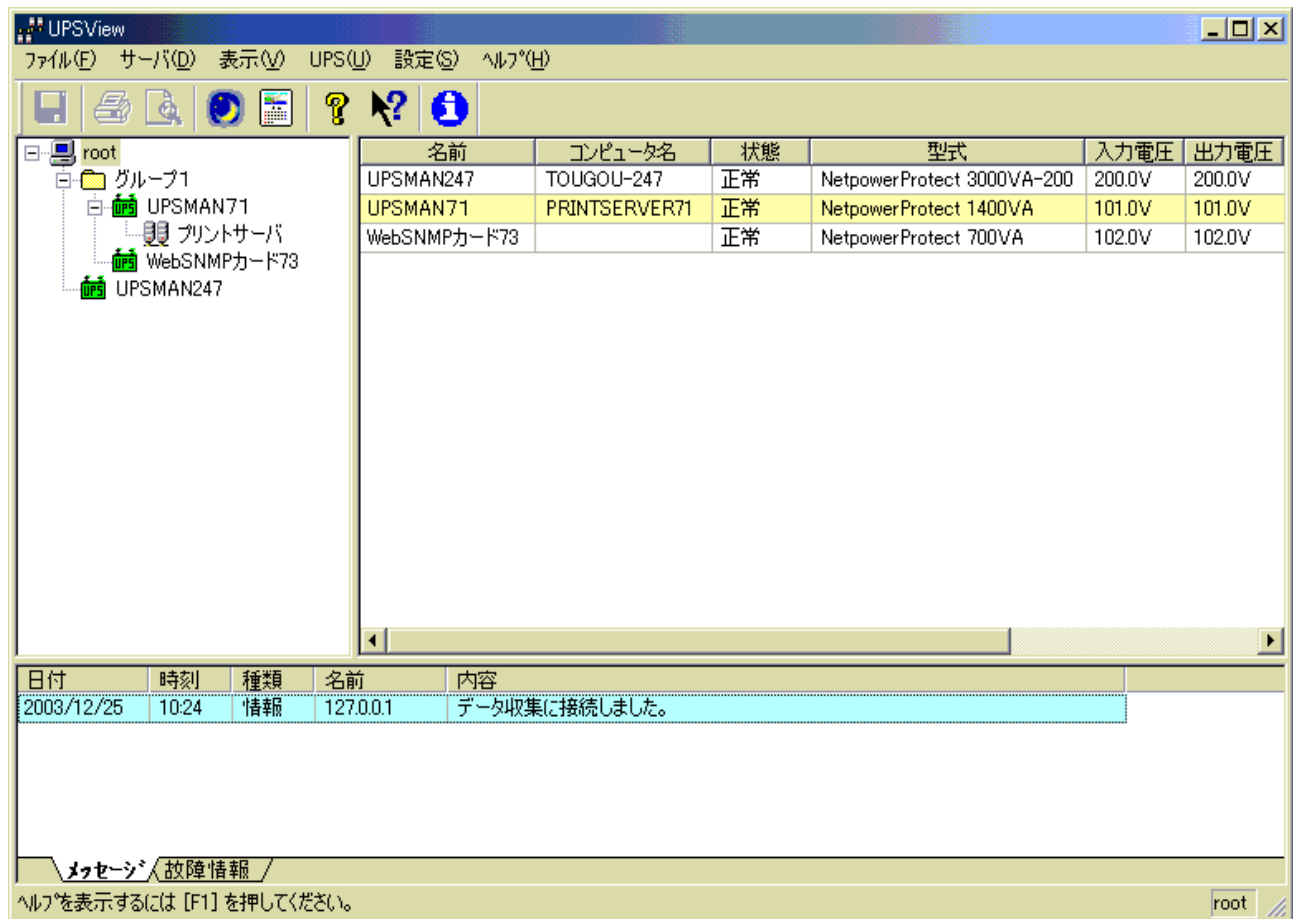 UPSView
ファイル(F) サーバ(D) 表示(V) UPS(U) 設定(S) ヘルプ(H)
root
グループ1
UPSMAN71
プリントサーバ
WebSNMPカード73
UPSMAN247
名前 コンピュータ名 状態 型式 入力電圧 出力電圧
UPSMAN247 TOUGOU-247 正常 NetpowerProtect 3000VA-200 200.0V 200.0V
UPSMAN71 PRINTSERVER71 正常 NetpowerProtect 1400VA 101.0V 101.0V
WebSNMPカード73 正常 NetpowerProtect 700VA 102.0V 102.0V
日付 時刻 種類 名前 内容
2003/12/25 10:24 情報 127.0.0.1 データ収集に接続しました。
メッセージ 故障情報
ヘルプを表示するには [F1] を押してください。 root